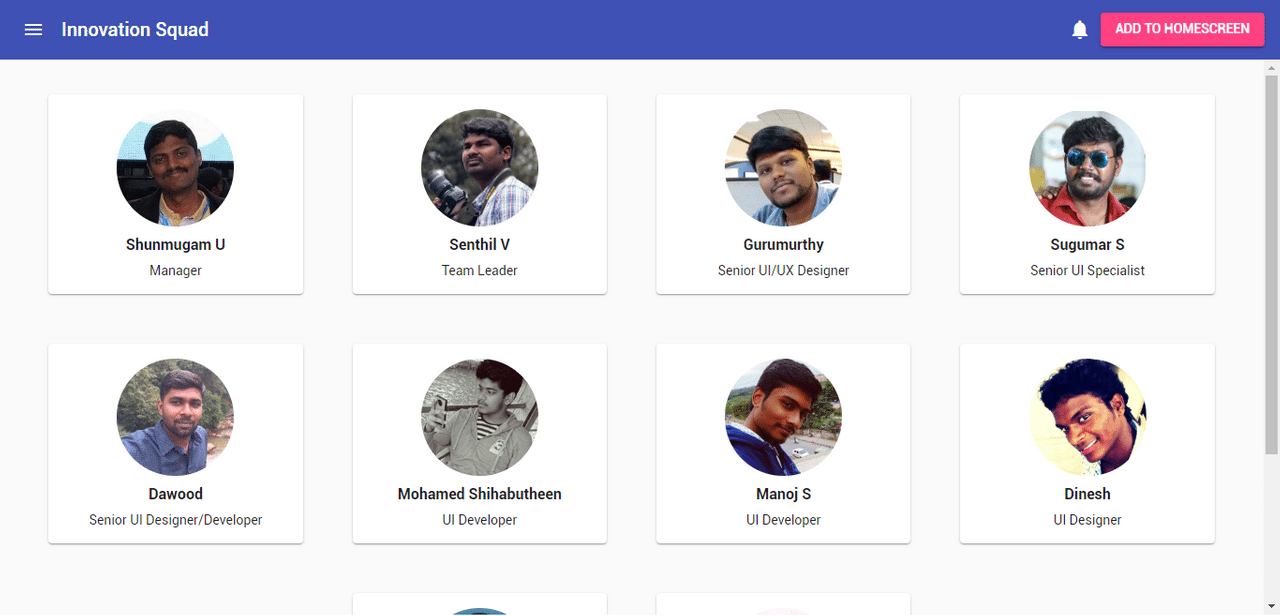 Innovation Squad
ADD TO HOMESCREEN
Shunmugam U
Manager
Senthil V
Team Leader
Gurumurthy
Senior UI/UX Designer
Sugumar S
Senior UI Specialist
Dawood
Senior UI Designer/Developer
Mohamed Shihabutheen
UI Developer
Manoj S
UI Developer
Dinesh
UI Designer